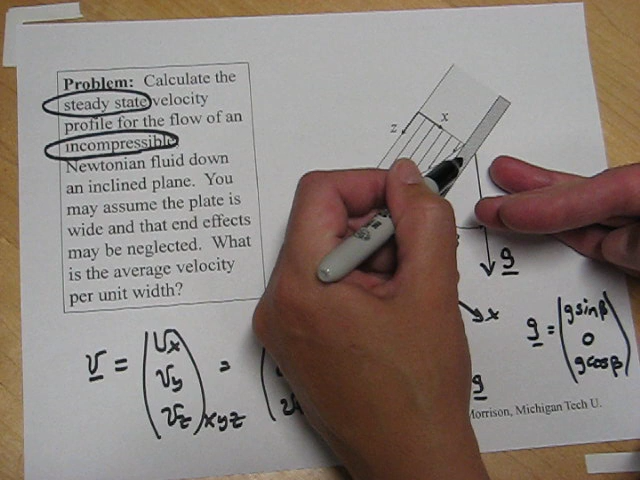 Problem: Calculate the
steady state velocity
profile for the flow of an
incompressible
Newtonian fluid down
an inclined plane. You
may assume the plate is
wide and that end effects
may be neglected. What
is the average velocity
per unit width?
x
z
g
x
g = (g sin β
0
g cos β)
v = (vx
vy
vz)xyz =
g
Morrison, Michigan Tech U.